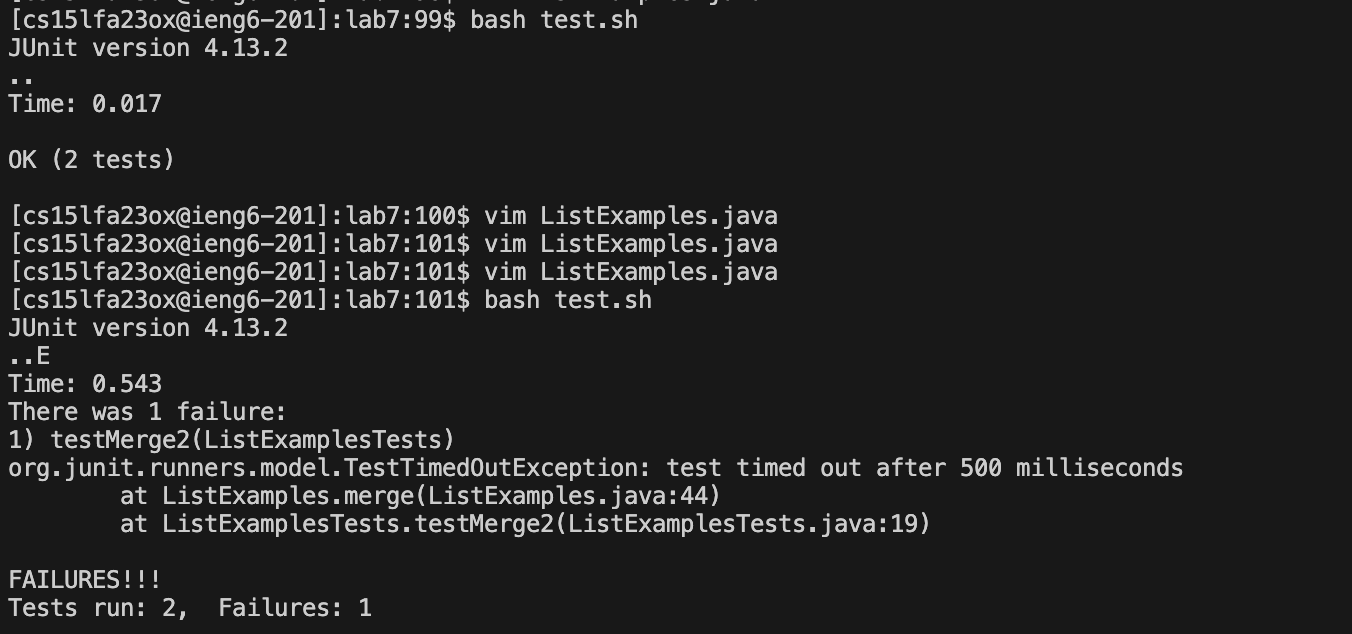 [cs15lfa23ox@ieng6-201]:lab7:99$ bash test.sh
JUnit version 4.13.2
..
Time: 0.017
OK (2 tests)
[cs15lfa23ox@ieng6-201]:lab7:100$ vim ListExamples.java
[cs15lfa23ox@ieng6-201]:lab7:101$ vim ListExamples.java
[cs15lfa23ox@ieng6-201]:lab7:101$ vim ListExamples.java
[cs15lfa23ox@ieng6-201]:lab7:101$ bash test.sh
JUnit version 4.13.2
..E
Time: 0.543
There was 1 failure:
1) testMerge2(ListExamplesTests)
org.junit.runners.model.TestTimedOutException: test timed out after 500 milliseconds
        at ListExamples.merge(ListExamples.java:44)
        at ListExamplesTests.testMerge2(ListExamplesTests.java:19)
FAILURES!!!
Tests run: 2,  Failures: 1